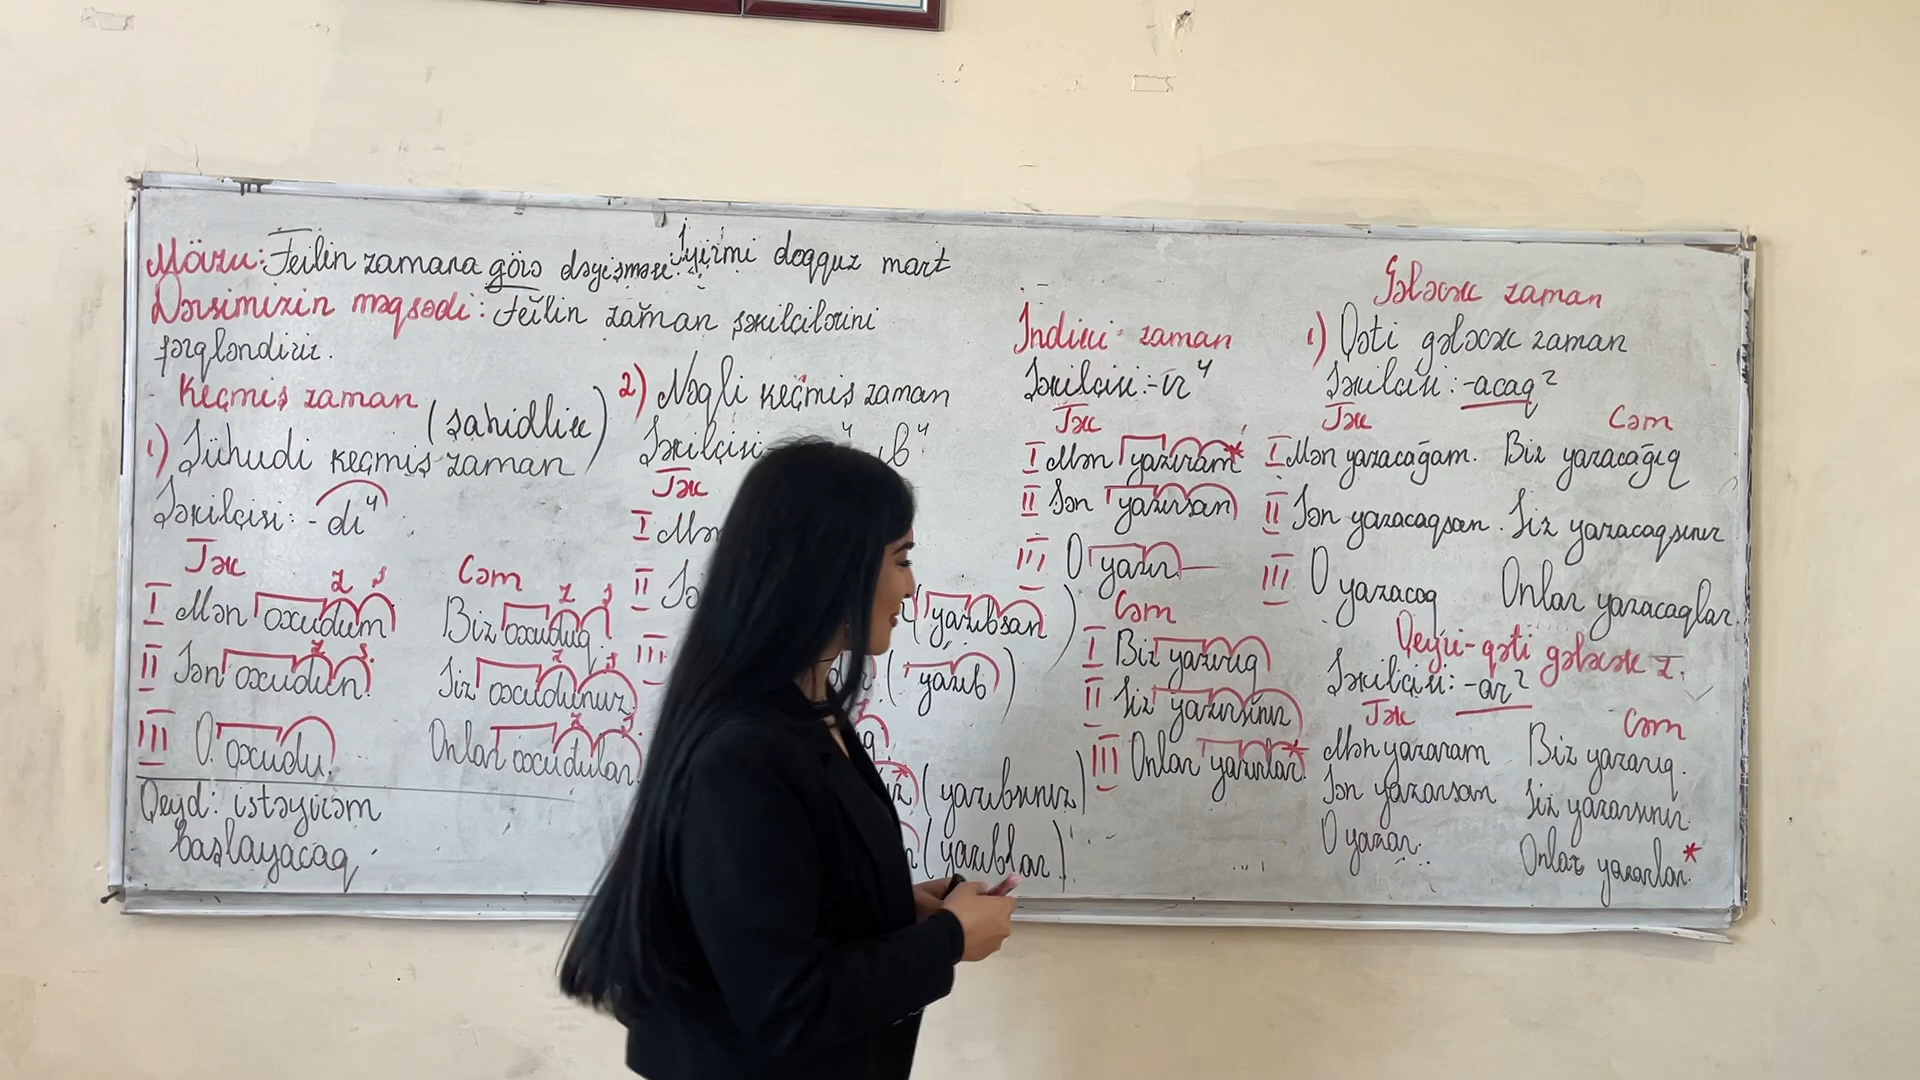 Mövzu: Feilin zamana görə dəyişməsi. İyirmi doqquz mart
Dərsimizin məqsədi: Feilin zaman şəkilçilərini
fərqləndirir.
Keçmiş zaman
(şahidlik)
1) Şühudi keçmiş zaman
Şəkilçisi: -dı⁴
Tək
Cəm
I Mən oxudum
Biz oxuduq
II Sən oxudun
Siz oxudunuz
III O oxudu.
Onlar oxudular
Qeyd: istəyirəm
başlayacaq
2) Nəqli keçmiş zaman
Şəkilçisi-
Tək
I Mən
II
(yazıbsan)
III
(yazıb)
(yazıbsınız)
(yazıblar)
İndiki zaman
Şəkilçisi:-ır⁴
Tək
I Mən yazıram*
II Sən yazırsan
III O yazır
Cəm
I Biz yazırıq
II Siz yazırsınız
III Onlar yazırlar*
Gələcək zaman
1) Qəti gələcək zaman
Şəkilçisi: -acaq²
Tək
Cəm
I Mən yazacağam. Biz yazacağıq
II Sən yazacaqsan. Siz yazacaqsınız
III O yazacaq Onlar yazacaqlar.
Qeyri-qəti gələcək z.
Şəkilçisi: -ar²
Tək
Cəm
Mən yazaram Biz yazarıq.
Sən yazarsan Siz yazarsınız.
O yazar. Onlar yazarlar.*